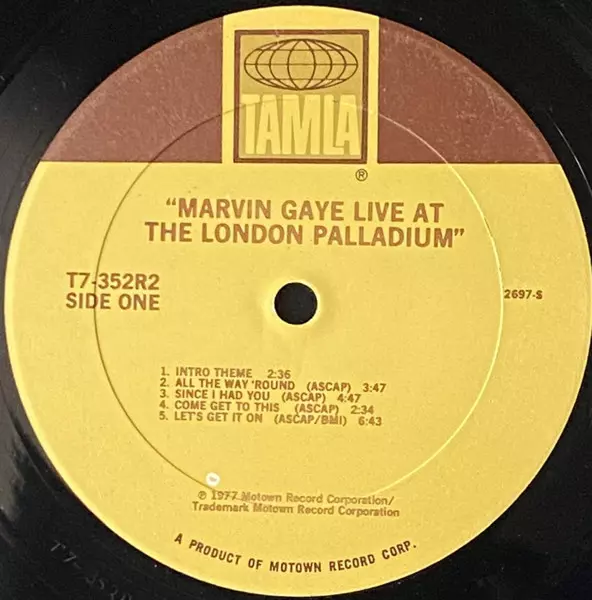 TAMLA
®
"MARVIN GAYE LIVE AT
THE LONDON PALLADIUM"
T7-352R2
SIDE ONE
2697-S
1. INTRO THEME 2:36
2. ALL THE WAY 'ROUND (ASCAP) 3:47
3. SINCE I HAD YOU (ASCAP) 4:47
4. COME GET TO THIS (ASCAP) 2:34
5. LET'S GET IT ON (ASCAP/BMI) 6:43
℗ 1977 Motown Record Corporation/
Trademark Motown Record Corporation
A PRODUCT OF MOTOWN RECORD CORP.